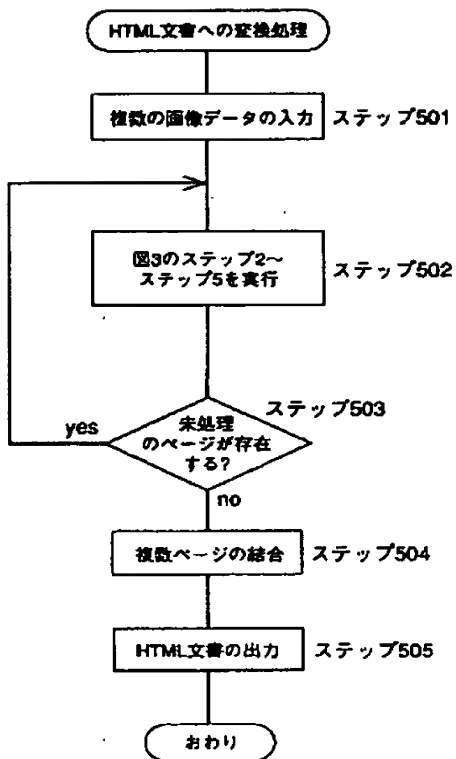 HTML文書への変換処理
複数の画像データの入力 ステップ501
図3のステップ2～
ステップ5を実行
ステップ502
ステップ503
yes
未処理
のページが存在
する?
no
複数ページの結合 ステップ504
HTML文書の出力 ステップ505
おわり